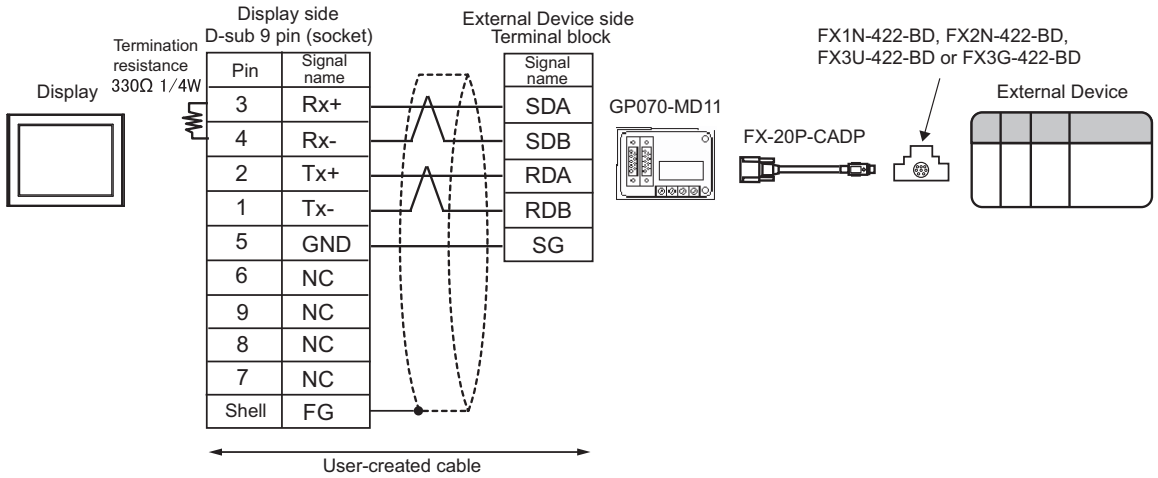 Display side
D-sub 9 pin (socket)
External Device side
Terminal block
Termination
resistance
330Ω 1/4W
Display
Pin
Signal
name
Signal
name
3 Rx+ SDA
4 Rx- SDB
2 Tx+ RDA
1 Tx- RDB
5 GND SG
6 NC
9 NC
8 NC
7 NC
Shell FG
User-created cable
GP070-MD11
FX-20P-CADP
FX1N-422-BD, FX2N-422-BD,
FX3U-422-BD or FX3G-422-BD
External Device